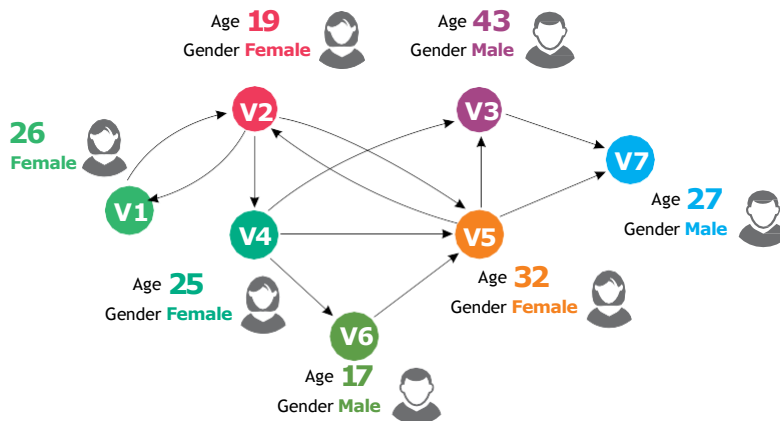 Age 19
Gender Female
Age 43
Gender Male
V2
V3
26
Female
V7
V1
Age 27
Gender Male
V4
V5
Age 25
Gender Female
Age 32
Gender Female
V6
Age 17
Gender Male